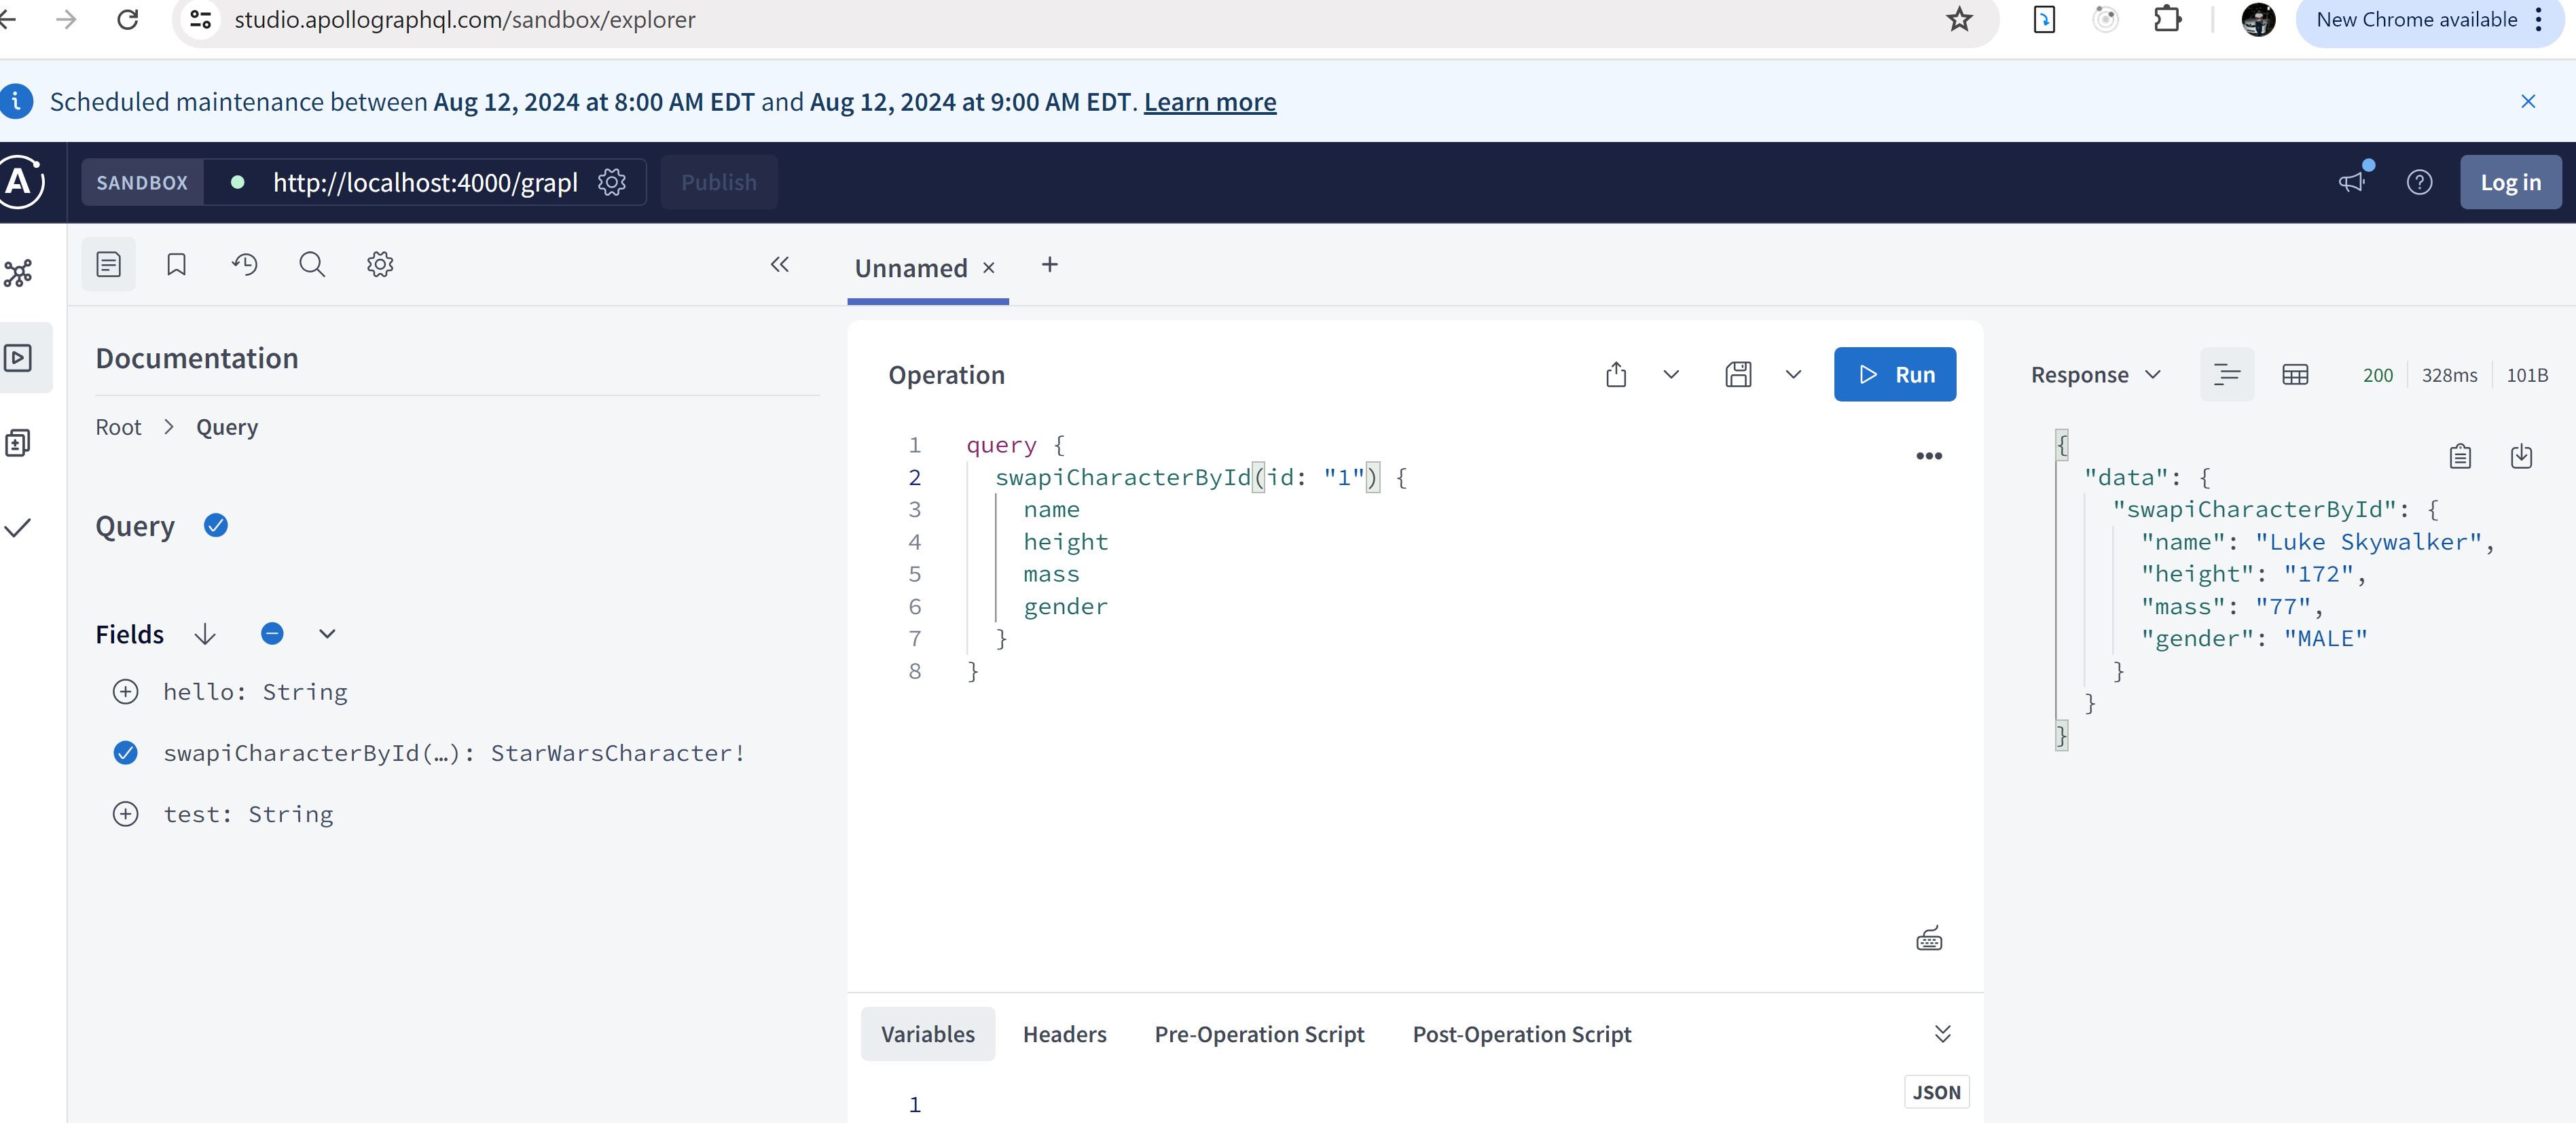 studio.apollographql.com/sandbox/explorer
New Chrome available
Scheduled maintenance between Aug 12, 2024 at 8:00 AM EDT and Aug 12, 2024 at 9:00 AM EDT. Learn more
SANDBOX
http://localhost:4000/grapl
Publish
Log in
Unnamed
Documentation
Root > Query
Query
Fields
hello: String
swapiCharacterById(…): StarWarsCharacter!
test: String
Operation
Run
1 query {
2 swapiCharacterById(id: "1") {
3 name
4 height
5 mass
6 gender
7 }
8 }
Variables
Headers
Pre-Operation Script
Post-Operation Script
JSON
1
Response
200
328ms
101B
{
"data": {
"swapiCharacterById": {
"name": "Luke Skywalker",
"height": "172",
"mass": "77",
"gender": "MALE"
}
}
}